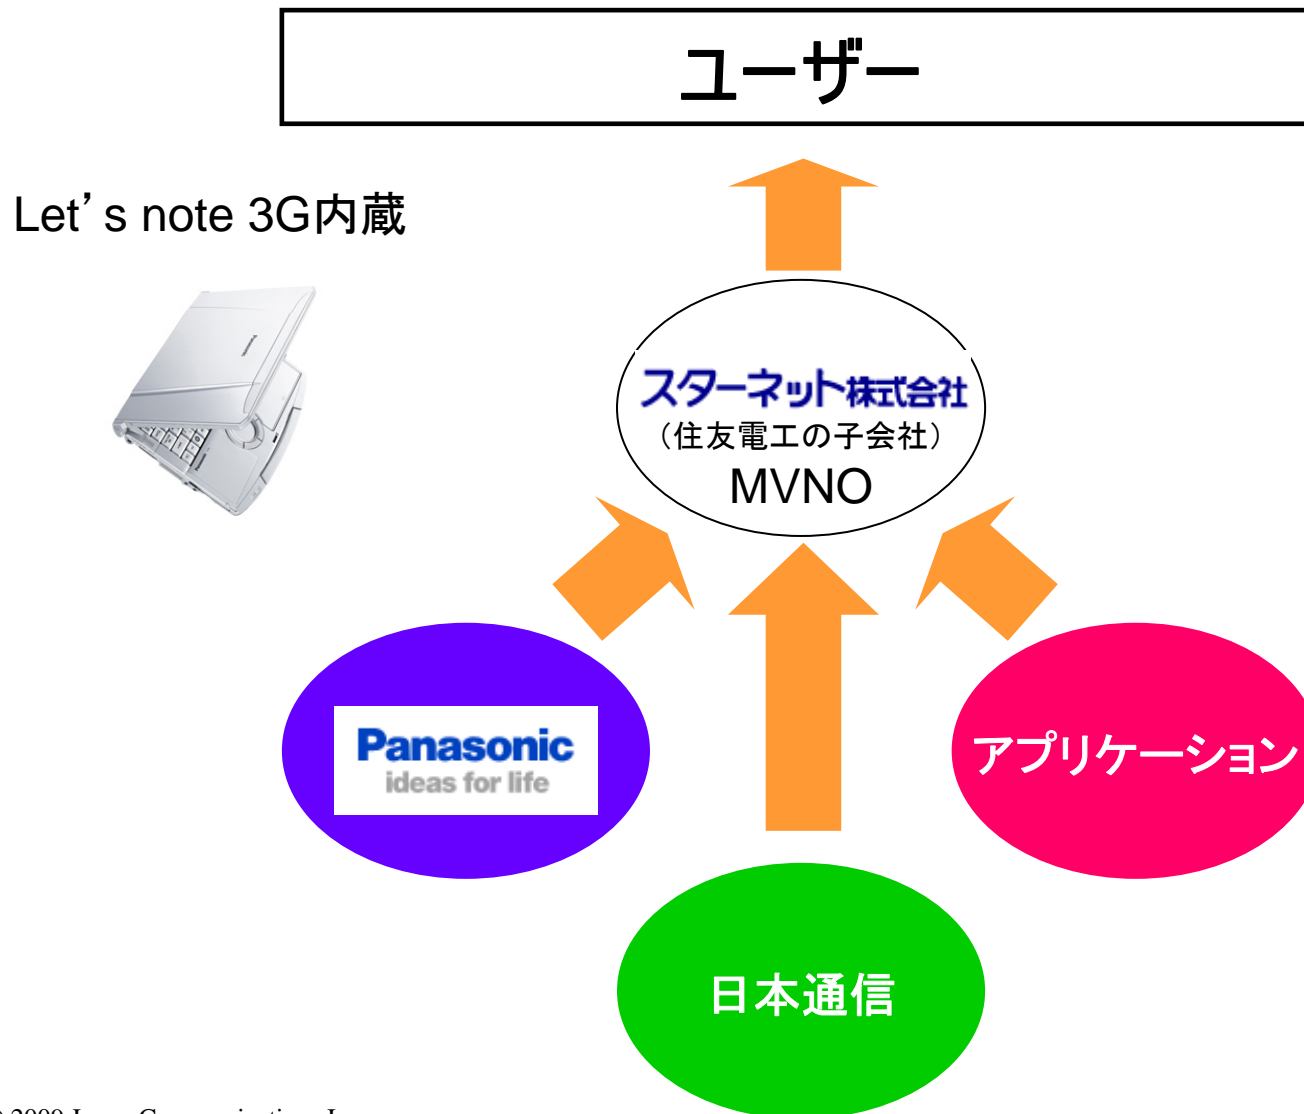 ユーザー
Let’s note 3G内蔵
スターネット株式会社
（住友電工の子会社）
MVNO
Panasonic
ideas for life
アプリケーション
日本通信